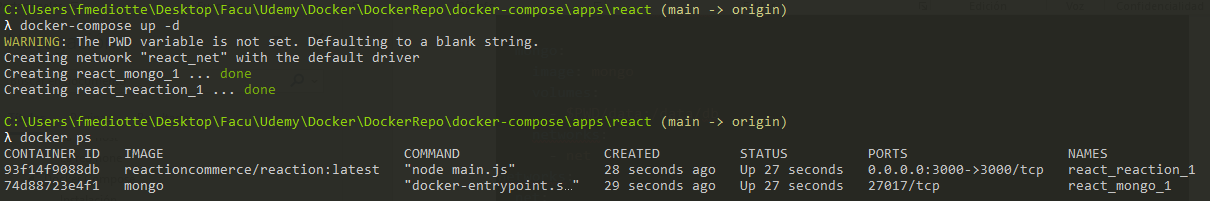 C:\Users\fmediotte\Desktop\Facu\Udemy\Docker\DockerRepo\docker-compose\apps\react (main -> origin)
λ docker-compose up -d
WARNING: The PWD variable is not set. Defaulting to a blank string.
Creating network "react_net" with the default driver
Creating react_mongo_1 ... done
Creating react_reaction_1 ... done
C:\Users\fmediotte\Desktop\Facu\Udemy\Docker\DockerRepo\docker-compose\apps\react (main -> origin)
λ docker ps
CONTAINER ID IMAGE COMMAND CREATED STATUS PORTS NAMES
93f14f9088db reactioncommerce/reaction:latest "node main.js" 28 seconds ago Up 27 seconds 0.0.0.0:3000->3000/tcp react_reaction_1
74d88723e4f1 mongo "docker-entrypoint.s…" 29 seconds ago Up 27 seconds 27017/tcp react_mongo_1